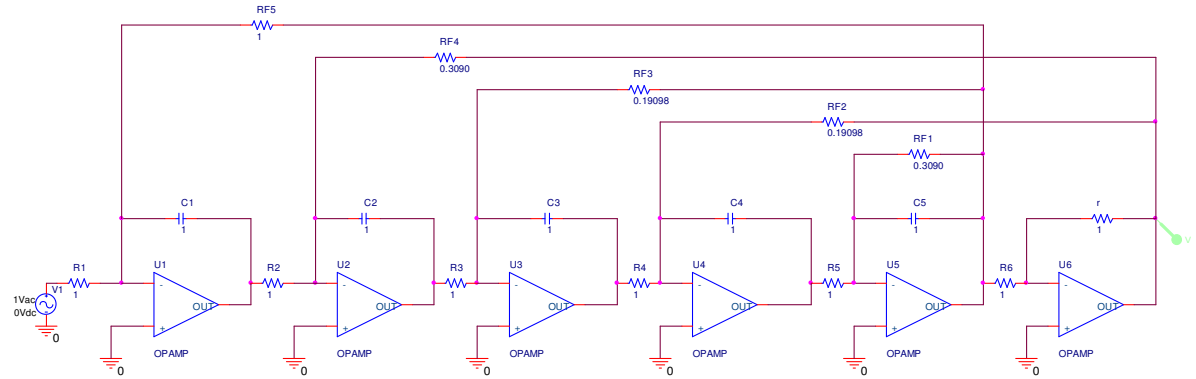 RF5
1
RF4
0.3090
RF3
0.19098
RF2
0.19098
RF1
0.3090
C1
1
C2
1
C3
1
C4
1
C5
1
r
1
R1
1
U1
R2
1
U2
R3
1
U3
R4
1
U4
R5
1
U5
R6
1
U6
V1
1Vac
0Vdc
0
-
+
OUT
OPAMP
0
-
+
OUT
OPAMP
0
-
+
OUT
OPAMP
0
-
+
OUT
OPAMP
0
-
+
OUT
OPAMP
0
-
+
OUT
OPAMP
0
V